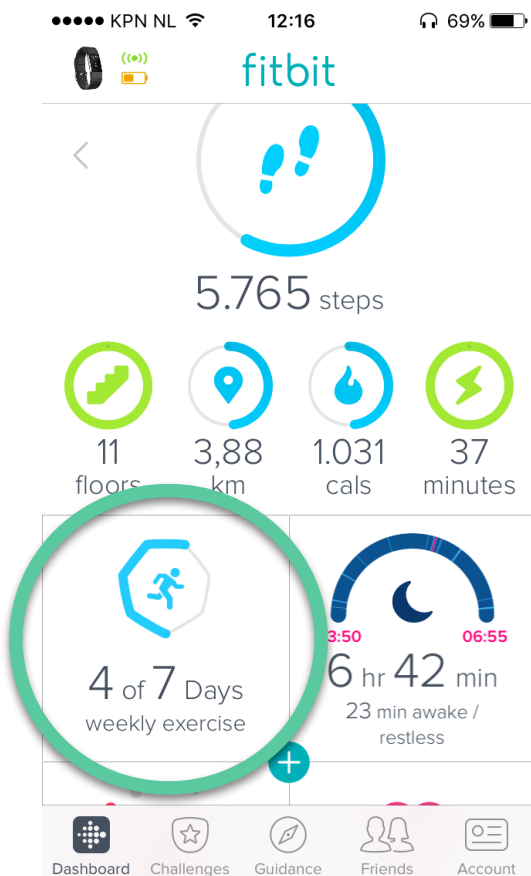 KPN NL 12:16 69%
fitbit
5.765 steps
11 3,88 1.031 37
floors km cals minutes
4 of 7 Days
weekly exercise
3:50 06:55
6 hr 42 min
23 min awake /
restless
Dashboard Challenges Guidance Friends Account